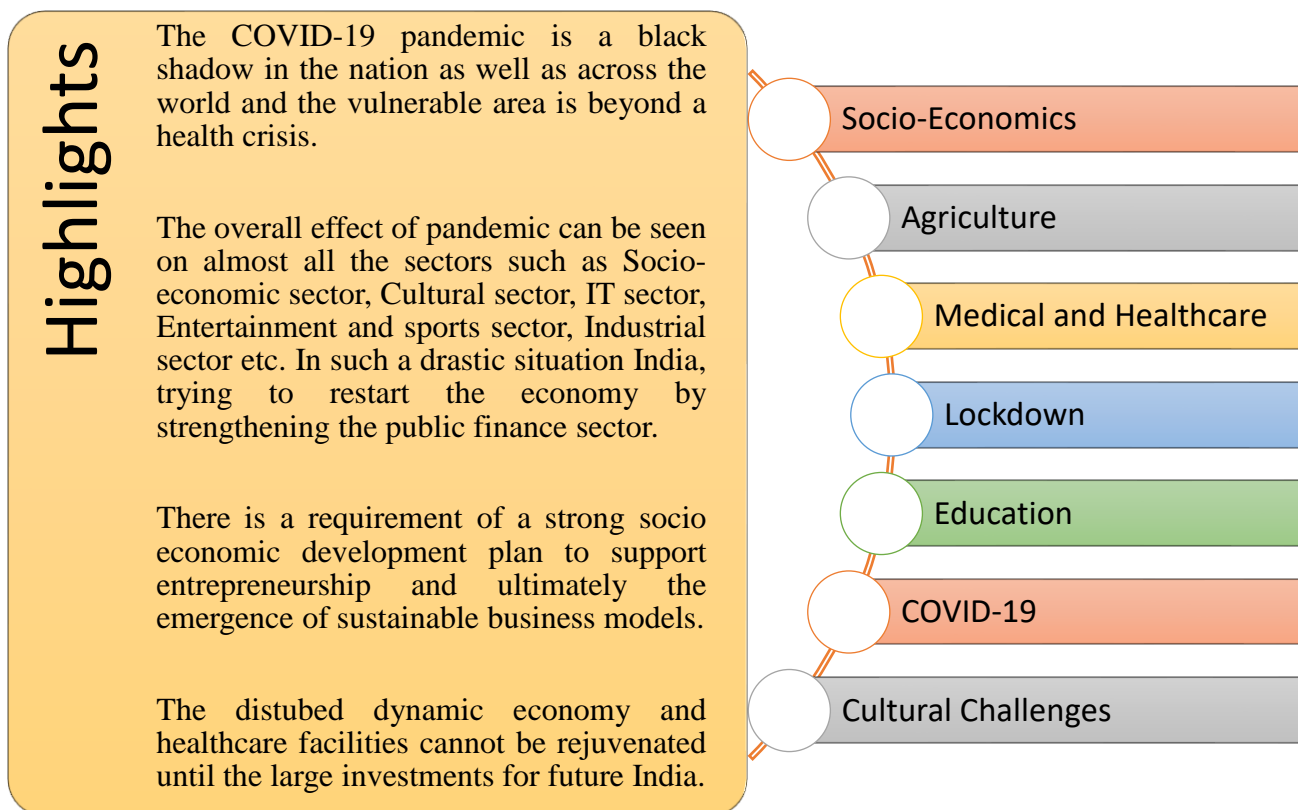 Highlights
The COVID-19 pandemic is a black
shadow in the nation as well as across the
world and the vulnerable area is beyond a
health crisis.
The overall effect of pandemic can be seen
on almost all the sectors such as Socio-
economic sector, Cultural sector, IT sector,
Entertainment and sports sector, Industrial
sector etc. In such a drastic situation India,
trying to restart the economy by
strengthening the public finance sector.
There is a requirement of a strong socio
economic development plan to support
entrepreneurship and ultimately the
emergence of sustainable business models.
The distubed dynamic economy and
healthcare facilities cannot be rejuvenated
until the large investments for future India.
Socio-Economics
Agriculture
Medical and Healthcare
Lockdown
Education
COVID-19
Cultural Challenges